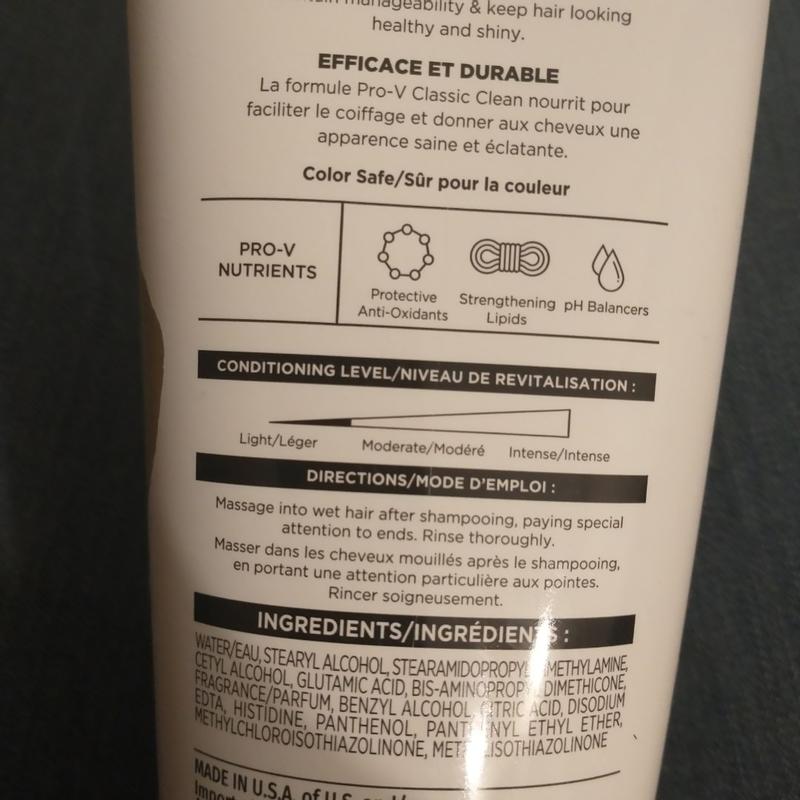 manageability & keep hair looking
healthy and shiny.
EFFICACE ET DURABLE
La formule Pro-V Classic Clean nourrit pour
faciliter le coiffage et donner aux cheveux une
apparence saine et éclatante.
Color Safe/Sûr pour la couleur
PRO-V
NUTRIENTS
Protective
Anti-Oxidants
Strengthening
Lipids
pH Balancers
CONDITIONING LEVEL/NIVEAU DE REVITALISATION :
Light/Léger
Moderate/Modéré
Intense/Intense
DIRECTIONS/MODE D'EMPLOI :
Massage into wet hair after shampooing, paying special
attention to ends. Rinse thoroughly.
Masser dans les cheveux mouillés après le shampooing,
en portant une attention particulière aux pointes.
Rincer soigneusement.
INGREDIENTS/INGRÉDIENTS :
WATER/EAU, STEARYL ALCOHOL, STEARAMIDOPROPYL DIMETHYLAMINE,
CETYL ALCOHOL, GLUTAMIC ACID, BIS-AMINOPROPYL DIMETHICONE,
FRAGRANCE/PARFUM, BENZYL ALCOHOL, CITRIC ACID, DISODIUM
EDTA, HISTIDINE, PANTHENOL, PANTHENYL ETHYL ETHER,
METHYLCHLOROISOTHIAZOLINONE, METHYLISOTHIAZOLINONE
MADE IN U.S.A. of U.S.